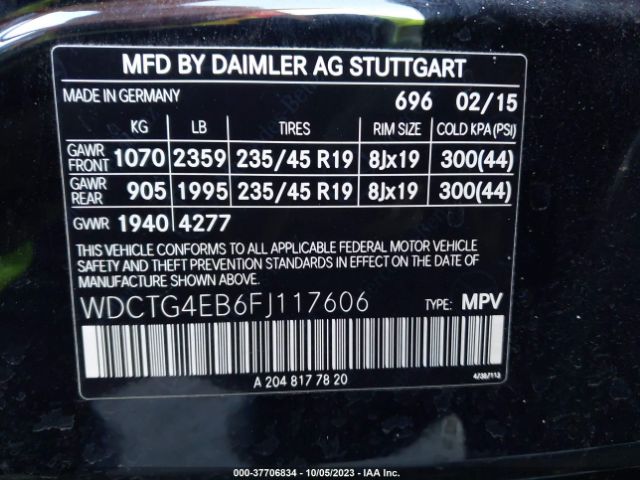 MFD BY DAIMLER AG STUTTGART
MADE IN GERMANY 696 02/15
KG LB TIRES RIM SIZE COLD KPA (PSI)
GAWR FRONT 1070 2359 235/45 R19 8Jx19 300(44)
GAWR REAR 905 1995 235/45 R19 8Jx19 300(44)
GVWR 1940 4277
THIS VEHICLE CONFORMS TO ALL APPLICABLE FEDERAL MOTOR VEHICLE
SAFETY AND THEFT PREVENTION STANDARDS IN EFFECT ON THE DATE OF
MANUFACTURE SHOWN ABOVE.
WDCTG4EB6FJ117606 TYPE: MPV
A 204 817 78 20
000-37706834 - 10/05/2023 - IAA Inc.